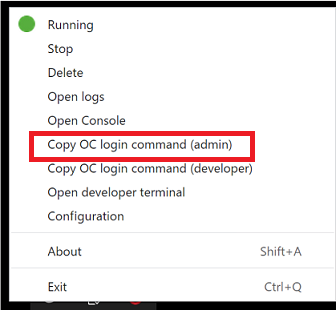 Running
Stop
Delete
Open logs
Open Console
Copy OC login command (admin)
Copy OC login command (developer)
Open developer terminal
Configuration
About Shift+A
Exit Ctrl+Q